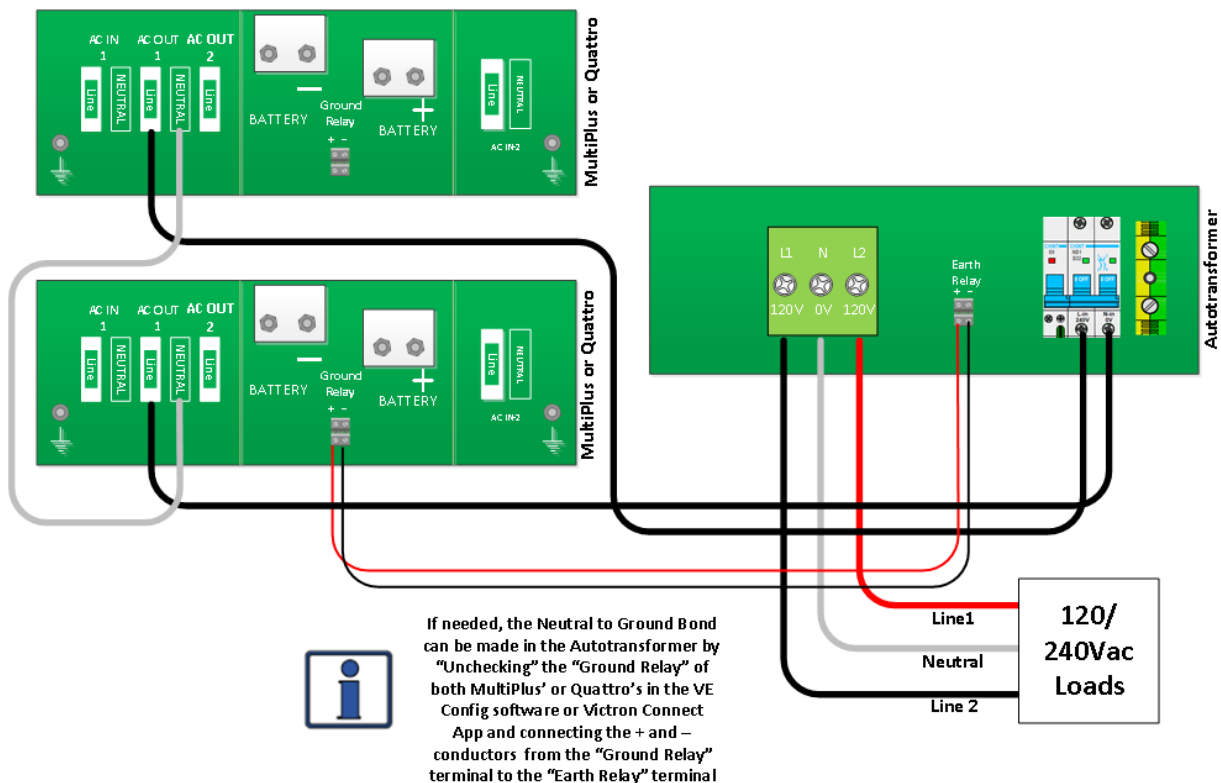 AC IN AC OUT AC OUT
1 1 2
Line
NEUTRAL
Line
NEUTRAL
Line
BATTERY
Ground
Relay
+ -
BATTERY
Line
NEUTRAL
AC IN-2
MultiPlus or Quattro
AC IN AC OUT AC OUT
1 1 2
Line
NEUTRAL
Line
NEUTRAL
Line
BATTERY
Ground
Relay
+ -
BATTERY
Line
NEUTRAL
AC IN-2
MultiPlus or Quattro
L1 N L2
120V 0V 120V
Earth
Relay
+ -
L-in N-in
240V 0V
Autotransformer
Line1
Neutral
Line 2
120/
240Vac
Loads
If needed, the Neutral to Ground Bond
can be made in the Autotransformer by
“Unchecking” the “Ground Relay” of
both MultiPlus’ or Quattro’s in the VE
Config software or Victron Connect
App and connecting the + and –
conductors from the “Ground Relay”
terminal to the “Earth Relay” terminal